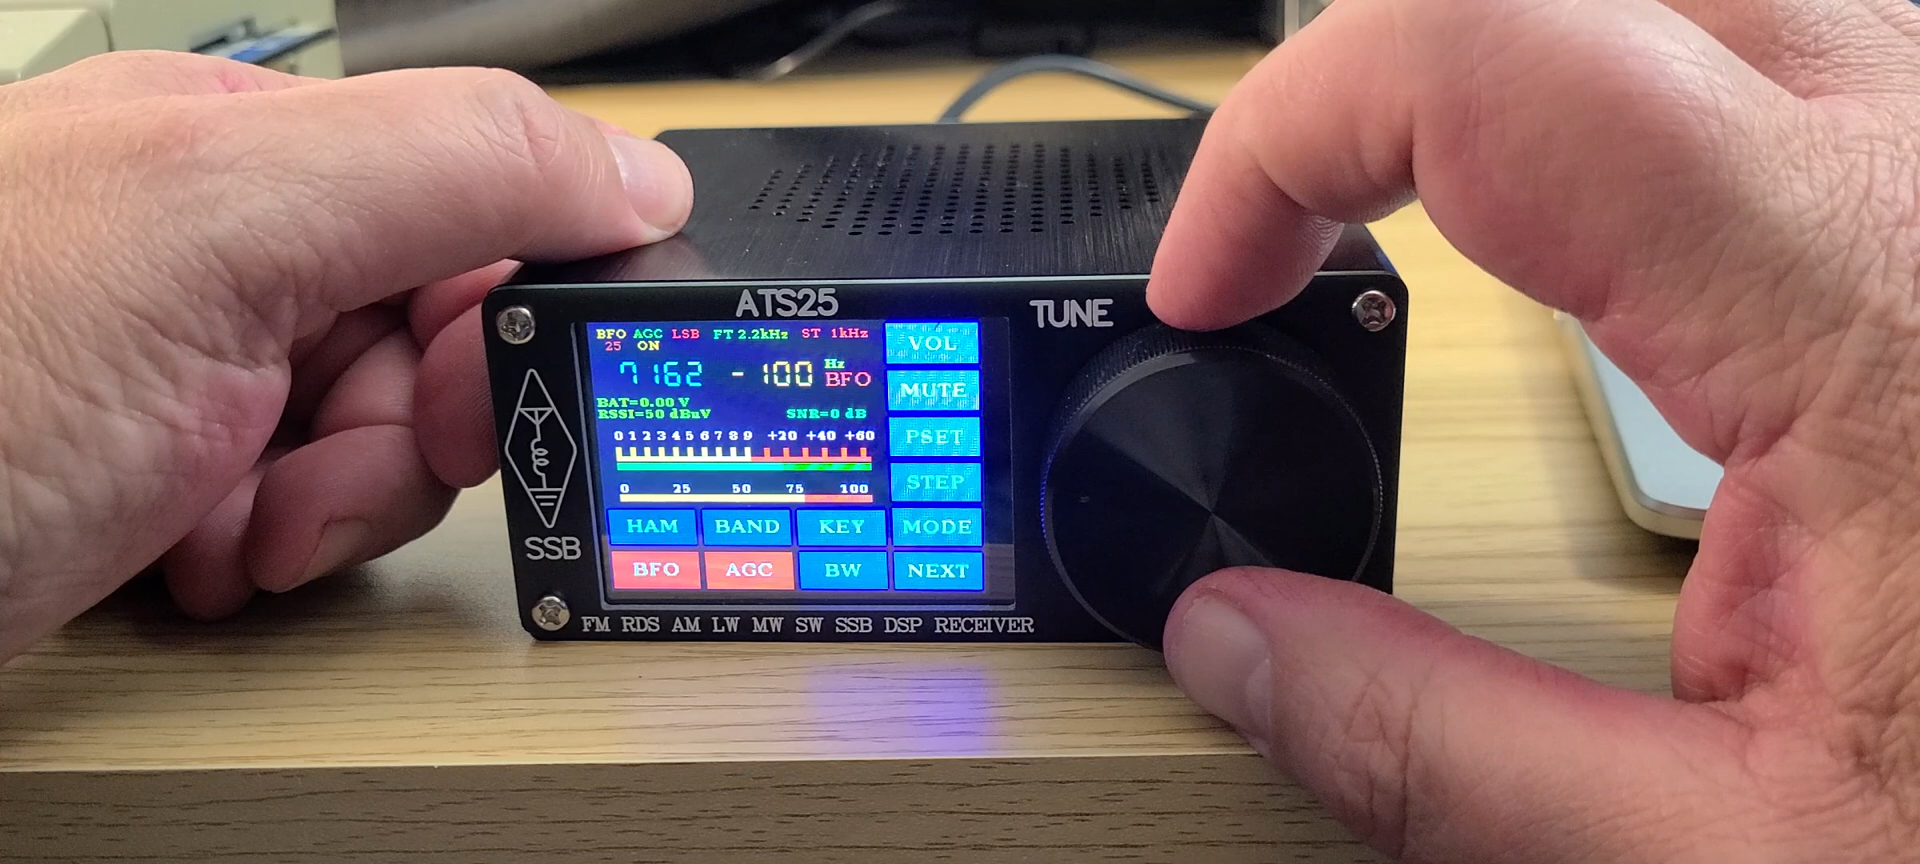 ATS25
TUNE
BFO AGC LSB FT 2.2kHz ST 1kHz
25 ON
7162 -100 Hz BFO
BAT=0.00 V
RSSI=50 dBuV SNR=0 dB
0 1 2 3 4 5 6 7 8 9 +20 +40 +60
0 25 50 75 100
VOL
MUTE
PSET
STEP
HAM BAND KEY MODE
BFO AGC BW NEXT
SSB
FM RDS AM LW MW SW SSB DSP RECEIVER